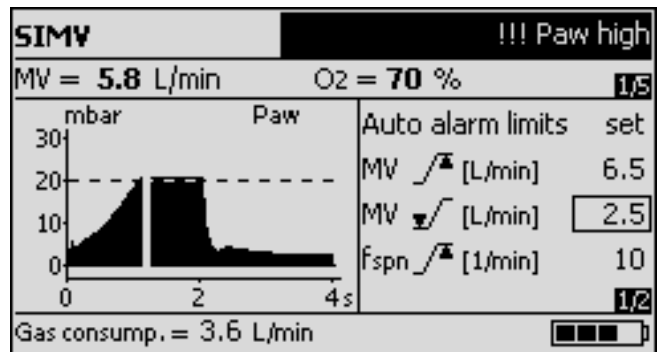 SIMV !!! Paw high
MV = 5.8 L/min O2 = 70 % 1/5
mbar Paw
30
20
10
0
0 2 4 s
Auto alarm limits set
MV [L/min] 6.5
MV [L/min] 2.5
fspn [1/min] 10
1/2
Gas consump. = 3.6 L/min